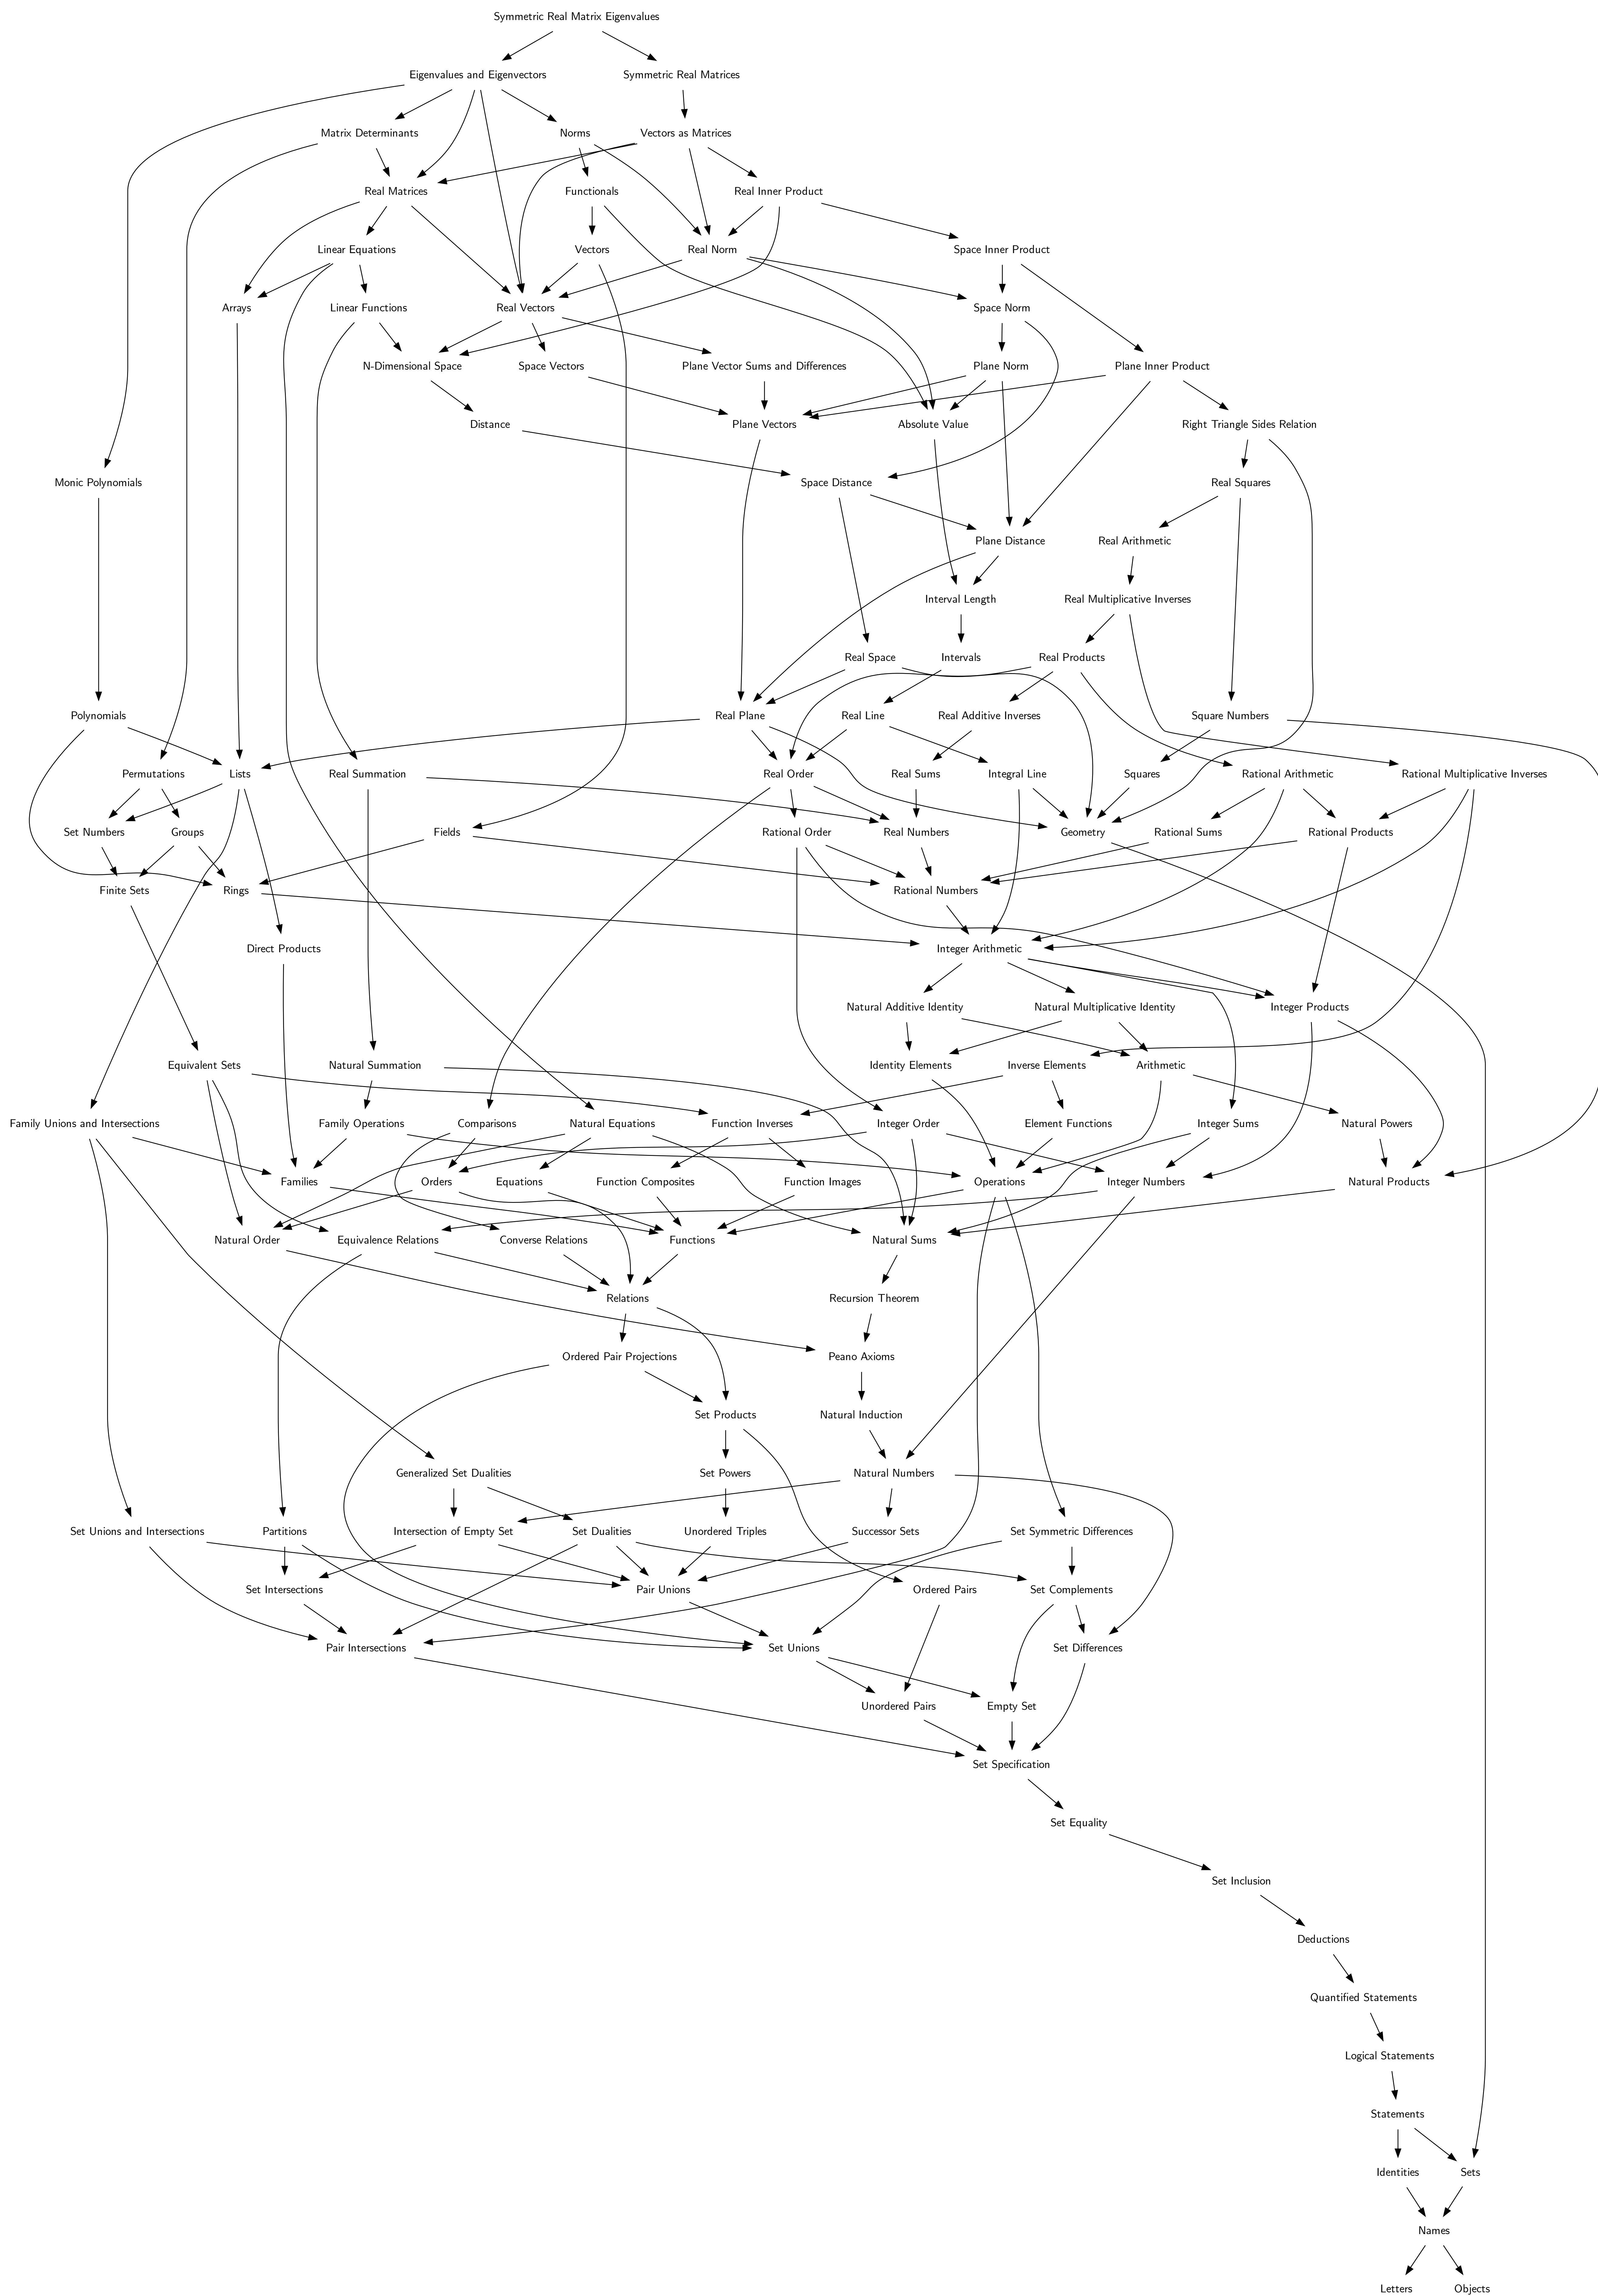 Symmetric Real Matrix Eigenvalues
Eigenvalues and Eigenvectors
Symmetric Real Matrices
Matrix Determinants
Norms
Vectors as Matrices
Real Matrices
Functionals
Real Inner Product
Linear Equations
Vectors
Real Norm
Space Inner Product
Arrays
Linear Functions
Real Vectors
Space Norm
N-Dimensional Space
Space Vectors
Plane Vector Sums and Differences
Plane Norm
Plane Inner Product
Distance
Plane Vectors
Absolute Value
Right Triangle Sides Relation
Monic Polynomials
Space Distance
Real Squares
Plane Distance
Real Arithmetic
Interval Length
Real Multiplicative Inverses
Real Space
Intervals
Real Products
Polynomials
Real Plane
Real Line
Real Additive Inverses
Square Numbers
Permutations
Lists
Real Summation
Real Order
Real Sums
Integral Line
Squares
Rational Arithmetic
Rational Multiplicative Inverses
Set Numbers
Groups
Fields
Rational Order
Real Numbers
Geometry
Rational Sums
Rational Products
Finite Sets
Rings
Rational Numbers
Direct Products
Integer Arithmetic
Natural Additive Identity
Natural Multiplicative Identity
Integer Products
Equivalent Sets
Natural Summation
Identity Elements
Inverse Elements
Arithmetic
Family Unions and Intersections
Family Operations
Comparisons
Natural Equations
Function Inverses
Integer Order
Element Functions
Integer Sums
Natural Powers
Families
Orders
Equations
Function Composites
Function Images
Operations
Integer Numbers
Natural Products
Natural Order
Equivalence Relations
Converse Relations
Functions
Natural Sums
Relations
Recursion Theorem
Ordered Pair Projections
Peano Axioms
Set Products
Natural Induction
Generalized Set Dualities
Set Powers
Natural Numbers
Set Unions and Intersections
Partitions
Intersection of Empty Set
Set Dualities
Unordered Triples
Successor Sets
Set Symmetric Differences
Set Intersections
Pair Unions
Ordered Pairs
Set Complements
Pair Intersections
Set Unions
Set Differences
Unordered Pairs
Empty Set
Set Specification
Set Equality
Set Inclusion
Deductions
Quantified Statements
Logical Statements
Statements
Identities
Sets
Names
Letters
Objects